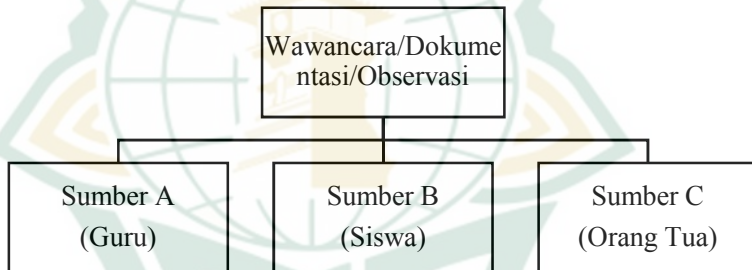 Wawancara/Dokume
ntasi/Observasi
Sumber A
(Guru)
Sumber B
(Siswa)
Sumber C
(Orang Tua)